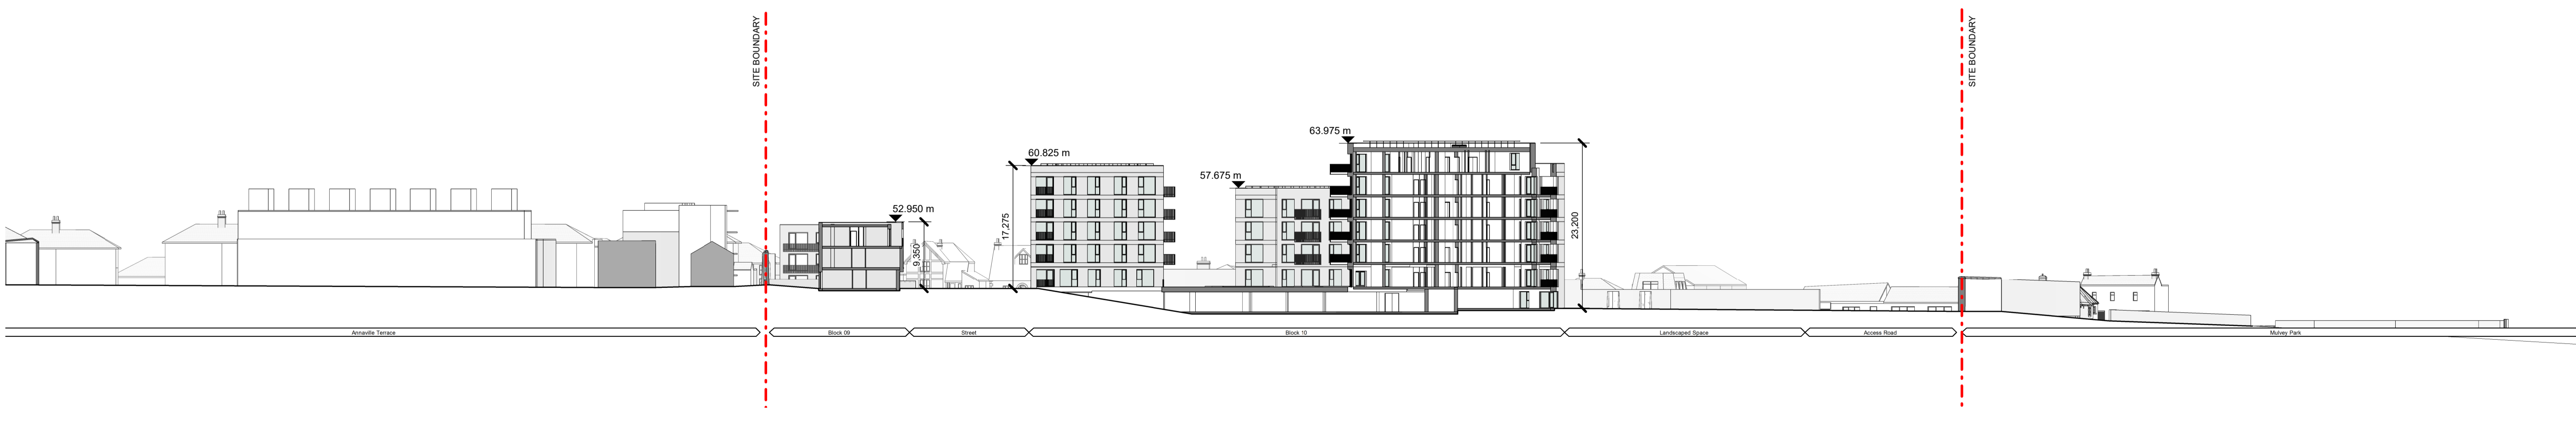 SITE BOUNDARY
SITE BOUNDARY
63.975 m
60.825 m
57.675 m
52.950 m
17,275
9,350
23,200
Annaville Terrace
Block 09
Street
Block 10
Landscaped Space
Access Road
Mulvey Park